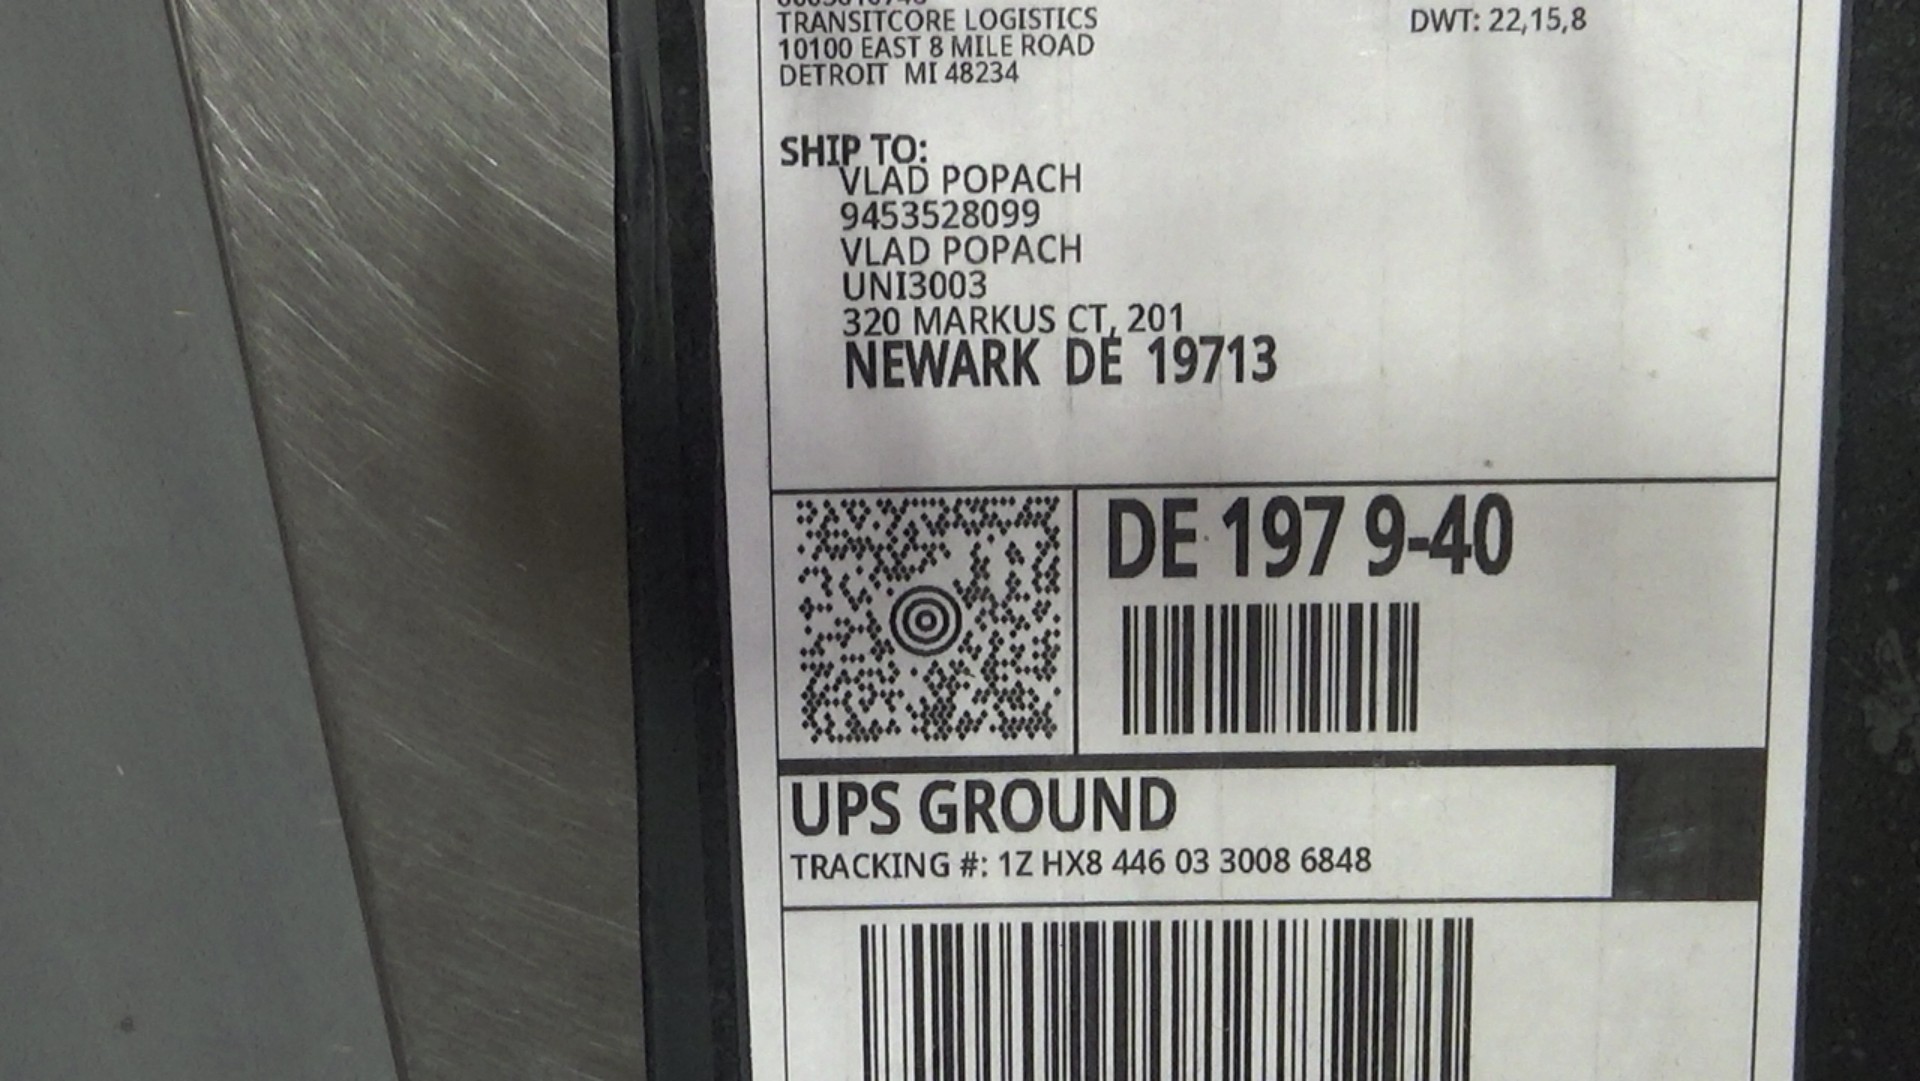 TRANSITCORE LOGISTICS
10100 EAST 8 MILE ROAD
DETROIT MI 48234
DWT: 22,15,8
SHIP TO:
VLAD POPACH
9453528099
VLAD POPACH
UNI3003
320 MARKUS CT, 201
NEWARK DE 19713
DE 197 9-40
UPS GROUND
TRACKING #: 1Z HX8 446 03 3008 6848